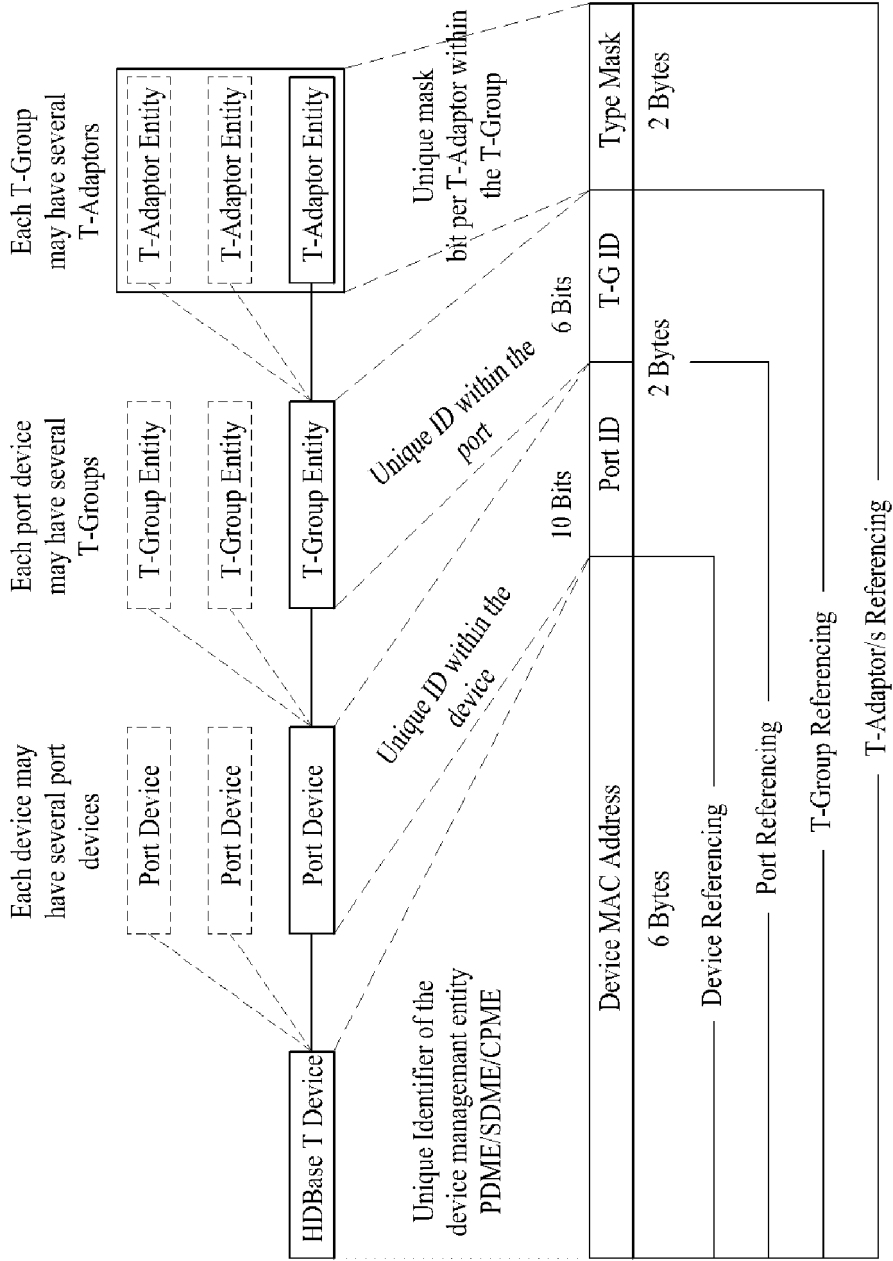 Each device may
have several port
devices
Each port device
may have several
T-Groups
Each T-Group
may have several
T-Adaptors
Port Device
T-Group Entity
T-Adaptor Entity
Port Device
T-Group Entity
T-Adaptor Entity
HDBase T Device
Port Device
T-Group Entity
T-Adaptor Entity
Unique Identifier of the
device managemant entity
PDME/SDME/CPME
Unique ID within the
device
Unique ID within the
port
Unique mask
bit per T-Adaptor within
the T-Group
10 Bits
6 Bits
Device MAC Address
Port ID
T-G ID
Type Mask
6 Bytes
2 Bytes
2 Bytes
Device Referencing
Port Referencing
T-Group Referencing
T-Adaptor/s Referencing